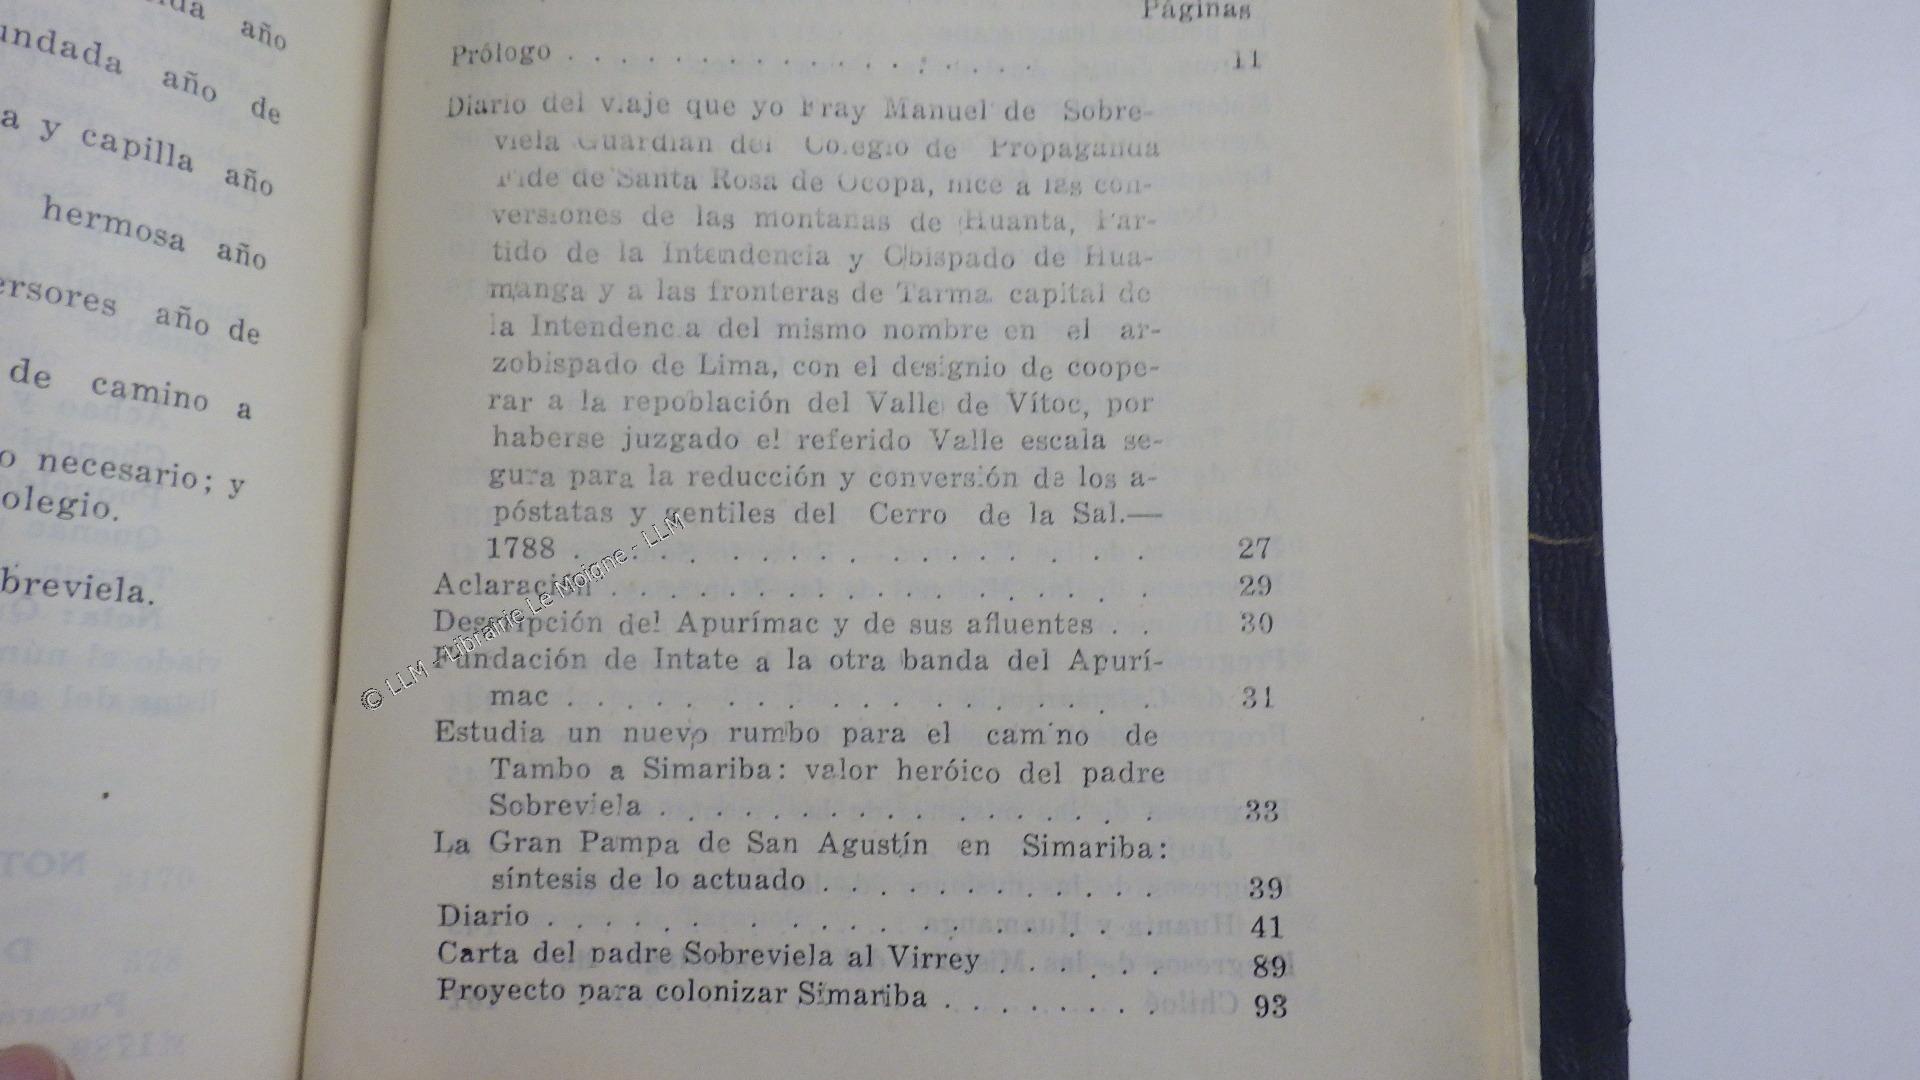 año
undada año de
a y capilla año
hermosa año
ersores año de
de camino a
o necesario; y
olegio.
breviela.
Páginas
Prólogo . . . . . . . . . . . . . . . . . . 11
Diario del viaje que yo Fray Manuel de Sobre-
viela Guardian del Colegio de Propaganda
Fide de Santa Rosa de Ocopa, hice a las con-
versiones de las montañas de Huanta, Par-
tido de la Intendencia y Obispado de Hua-
manga y a las fronteras de Tarma, capital de
la Intendencia del mismo nombre en el ar-
zobispado de Lima, con el designio de coope-
rar a la repoblación del Valle de Vítoc, por
haberse juzgado el referido Valle escala se-
gura para la reducción y conversión de los a-
póstatas y gentiles del Cerro de la Sal.—
1788 . . . . . . . . . . . . . . . 27
Aclaración . . . . . . . . . . . . . . . 29
Descripción del Apurímac y de sus afluentes . . 30
Fundación de Intate a la otra banda del Apurí-
mac . . . . . . . . . . . . . . . . 31
Estudia un nuevo rumbo para el camino de
Tambo a Simariba: valor heróico del padre
Sobreviela . . . . . . . . . . . . . . 33
La Gran Pampa de San Agustín en Simariba:
síntesis de lo actuado . . . . . . . . . 39
Diario . . . . . . . . . . . . . . . . 41
Carta del padre Sobreviela al Virrey . . . . . 89
Proyecto para colonizar Simariba . . . . . . . 93
© LLM - Librairie Le Moigne - LLM